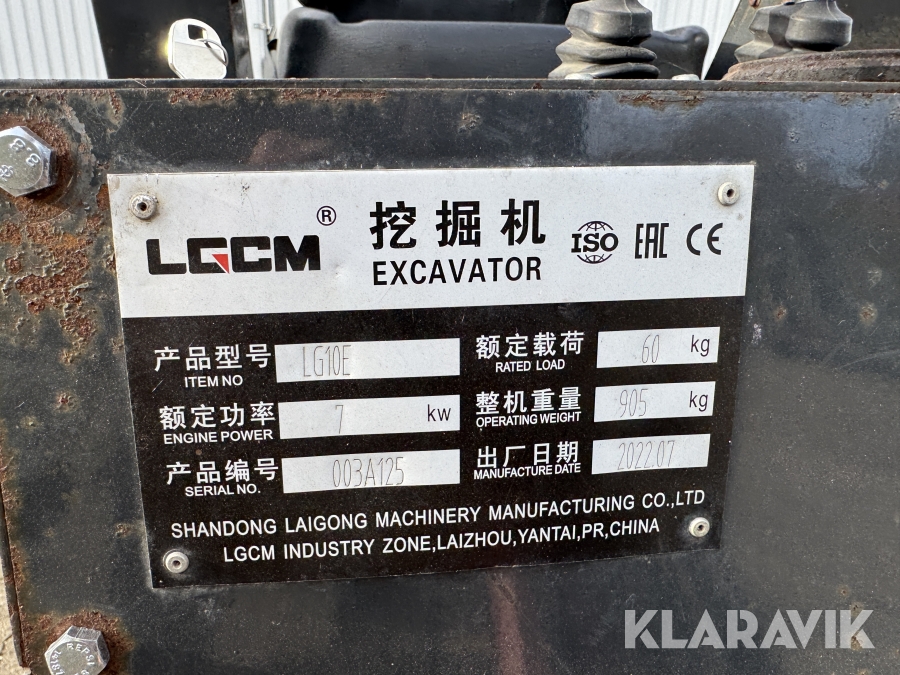 8.8
LGCM ®
挖掘机
EXCAVATOR
ISO EAC CE
产品型号 LG10E
ITEM NO
额定载荷 60 kg
RATED LOAD
额定功率 7 kw
ENGINE POWER
整机重量 905 kg
OPERATING WEIGHT
产品编号 003A125
SERIAL NO.
出厂日期 2022.07
MANUFACTURE DATE
SHANDONG LAIGONG MACHINERY MANUFACTURING CO.,LTD
LGCM INDUSTRY ZONE,LAIZHOU,YANTAI,PR,CHINA
KLARAVIK